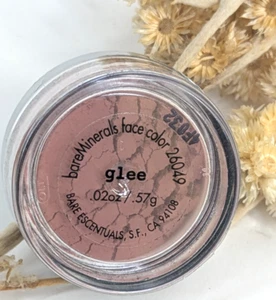 bareMinerals face color 26049
glee
.02oz / .57g
BARE ESCENTUALS, S.F., CA 94108